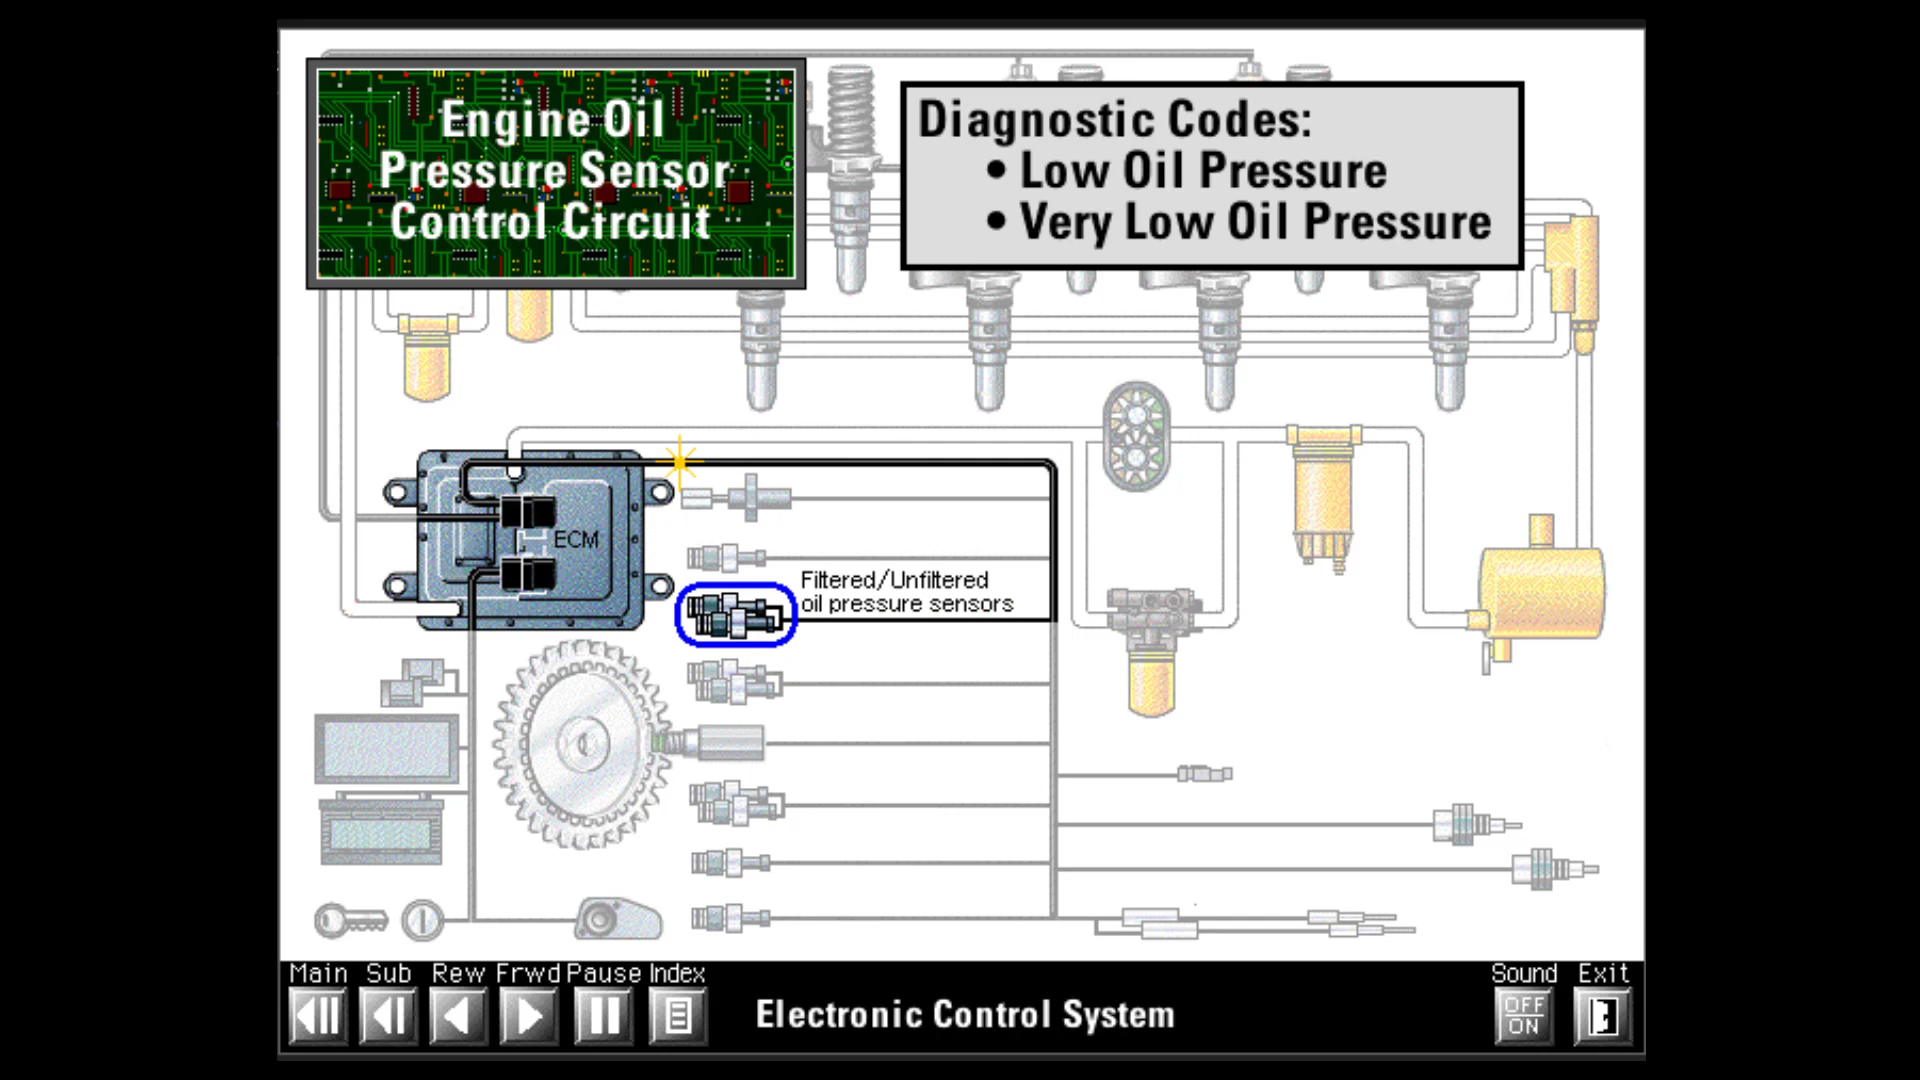 Engine Oil
Pressure Sensor
Control Circuit
Diagnostic Codes:
• Low Oil Pressure
• Very Low Oil Pressure
ECM
Filtered/Unfiltered
oil pressure sensors
Main Sub Rew Frwd Pause Index
Electronic Control System
Sound Exit
OFF
ON